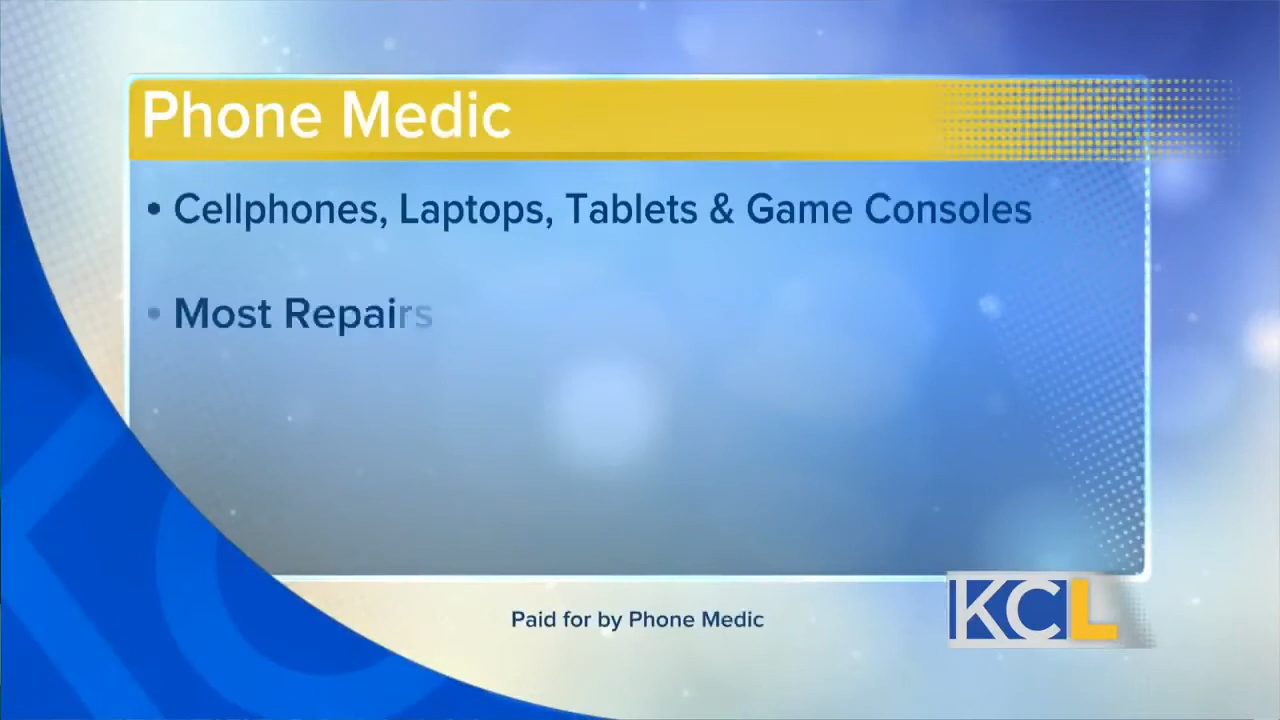 Phone Medic
• Cellphones, Laptops, Tablets & Game Consoles
• Most Repairs
Paid for by Phone Medic
KCL